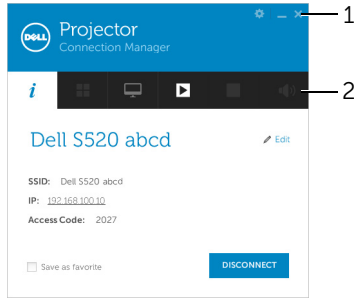 DELL
Projector
Connection Manager
1
2
i
Dell S520 abcd
Edit
SSID: Dell S520 abcd
IP: 192.168.100.10
Access Code: 2027
Save as favorite
DISCONNECT